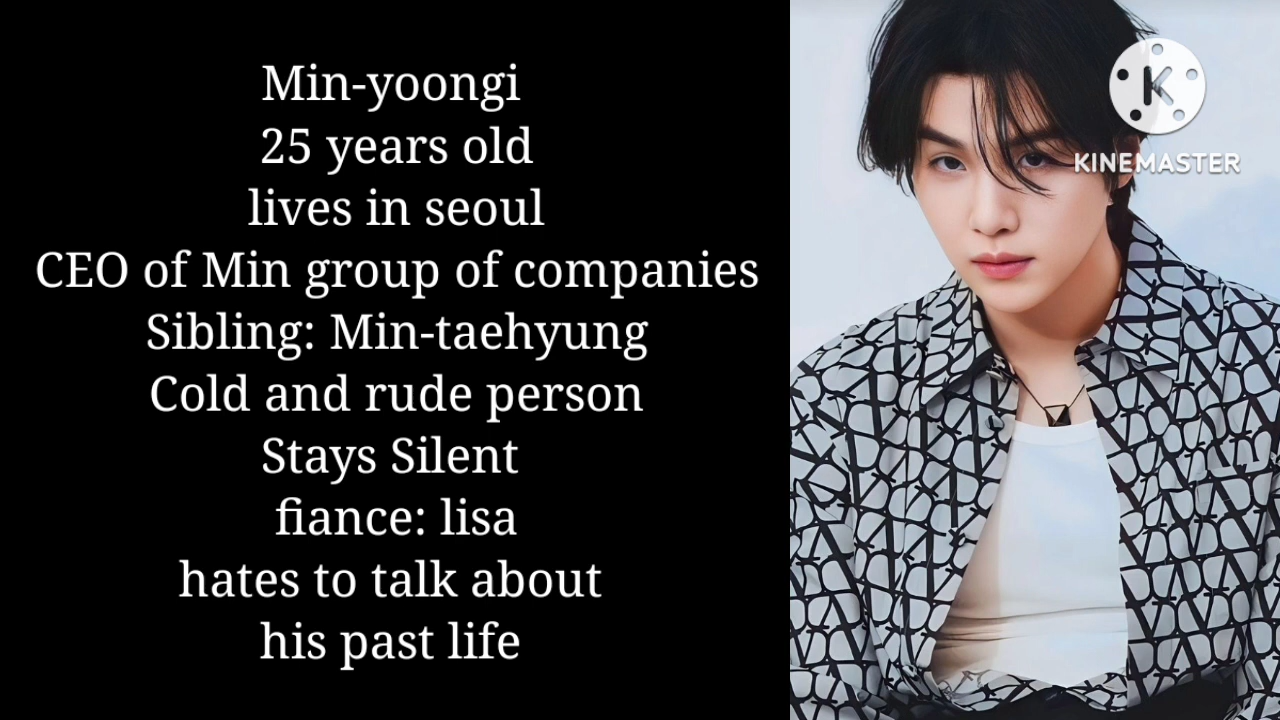 Min-yoongi
25 years old
lives in seoul
CEO of Min group of companies
Sibling: Min-taehyung
Cold and rude person
Stays Silent
fiance: lisa
hates to talk about
his past life
K
KINEMASTER